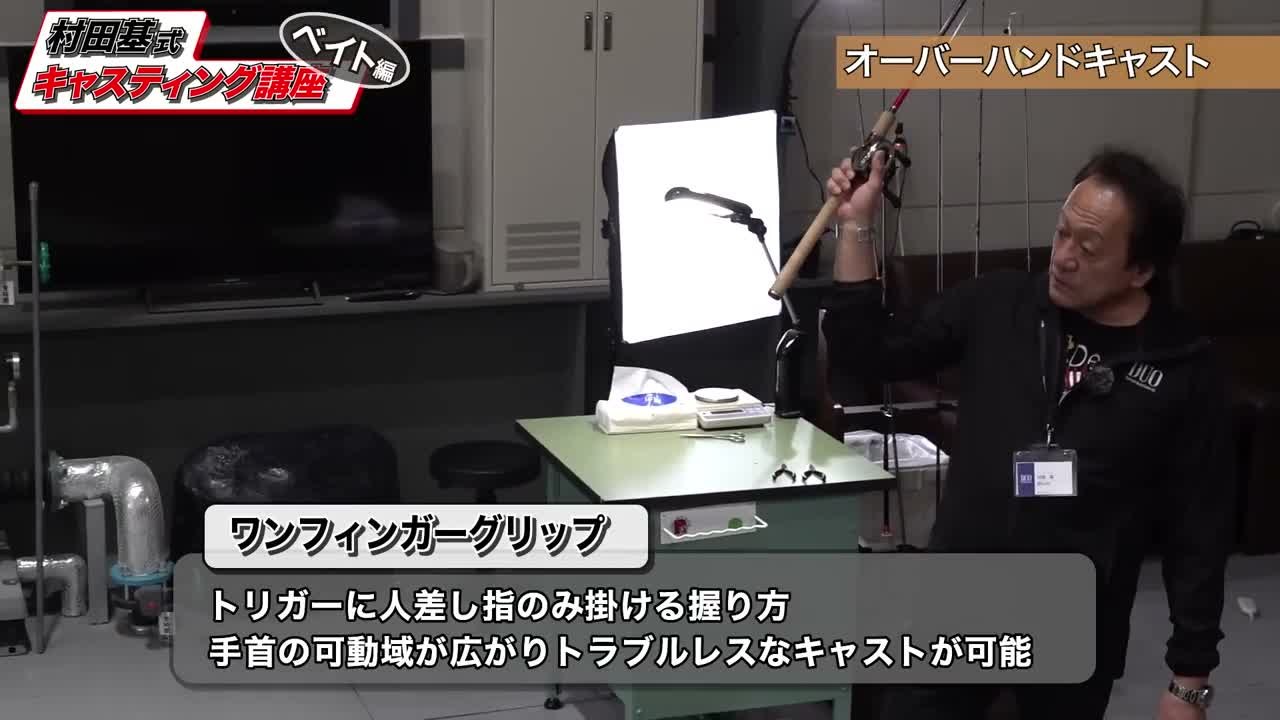 村田基式
キャスティング講座
ベイト編
オーバーハンドキャスト
DUO
DUO
ワンフィンガーグリップ
トリガーに人差し指のみ掛ける握り方
手首の可動域が広がりトラブルレスなキャストが可能